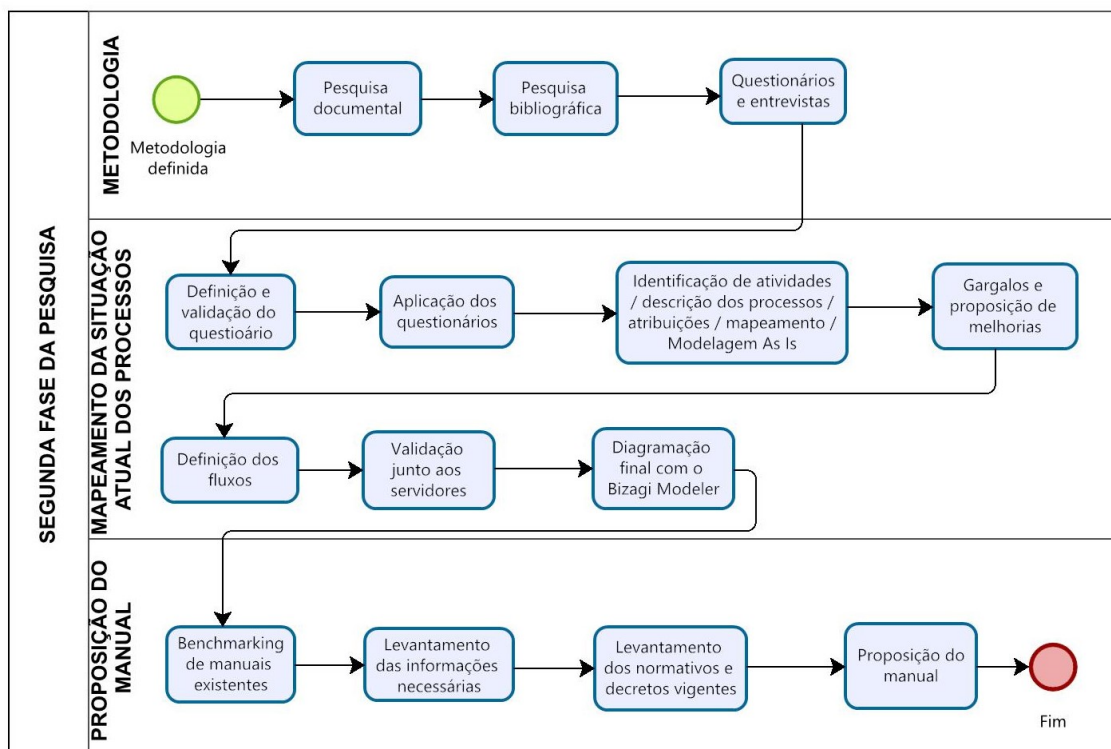 SEGUNDA FASE DA PESQUISA
METODOLOGIA
Metodologia
definida
Pesquisa
documental
Pesquisa
bibliográfica
Questionários
e entrevistas
MAPEAMENTO DA SITUAÇÃO
ATUAL DOS PROCESSOS
Definição e
validação do
questioário
Aplicação dos
questionários
Identificação de atividades
/ descrição dos processos /
atribuições / mapeamento /
Modelagem As Is
Gargalos e
proposição de
melhorias
Definição dos
fluxos
Validação
junto aos
servidores
Diagramação
final com o
Bizagi Modeler
PROPOSIÇÃO DO
MANUAL
Benchmarking
de manuais
existentes
Levantamento
das informações
necessárias
Levantamento
dos normativos e
decretos vigentes
Proposição do
manual
Fim